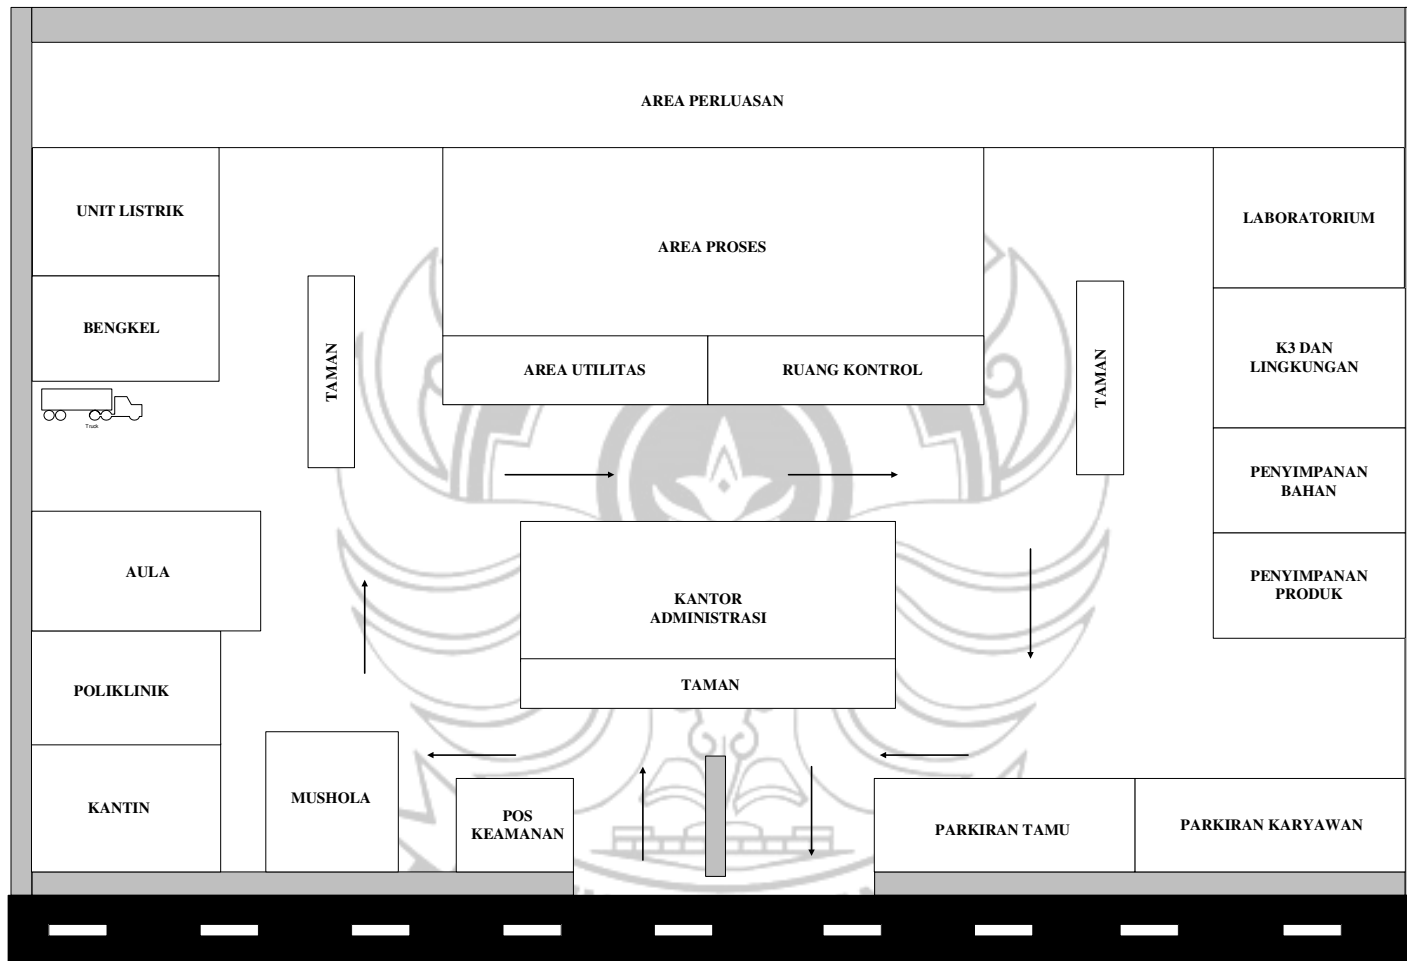 AREA PERLUASAN
UNIT LISTRIK
AREA PROSES
LABORATORIUM
BENGKEL
TAMAN
AREA UTILITAS
RUANG KONTROL
TAMAN
K3 DAN
LINGKUNGAN
Truck
PENYIMPANAN
BAHAN
AULA
KANTOR
ADMINISTRASI
PENYIMPANAN
PRODUK
POLIKLINIK
TAMAN
KANTIN
MUSHOLA
POS
KEAMANAN
PARKIRAN TAMU
PARKIRAN KARYAWAN